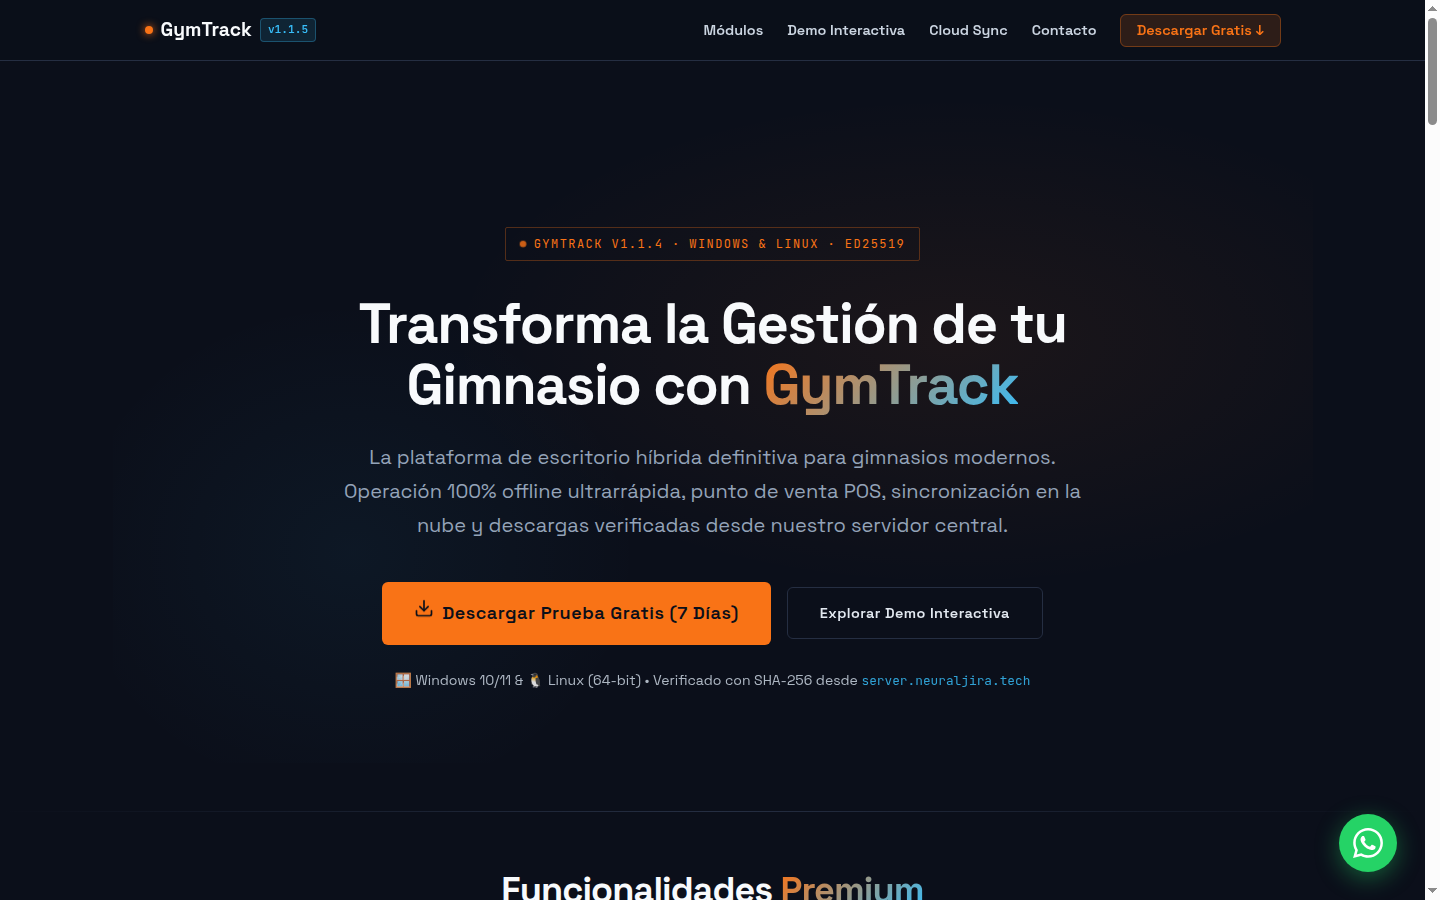 GymTrack v1.1.5
Módulos Demo Interactiva Cloud Sync Contacto Descargar Gratis ↓
GYMTRACK V1.1.4 · WINDOWS & LINUX · ED25519
Transforma la Gestión de tu
Gimnasio con GymTrack
La plataforma de escritorio híbrida definitiva para gimnasios modernos.
Operación 100% offline ultrarrápida, punto de venta POS, sincronización en la
nube y descargas verificadas desde nuestro servidor central.
Descargar Prueba Gratis (7 Días)
Explorar Demo Interactiva
Windows 10/11 & Linux (64-bit) • Verificado con SHA-256 desde server.neuraljira.tech
Funcionalidades Premium